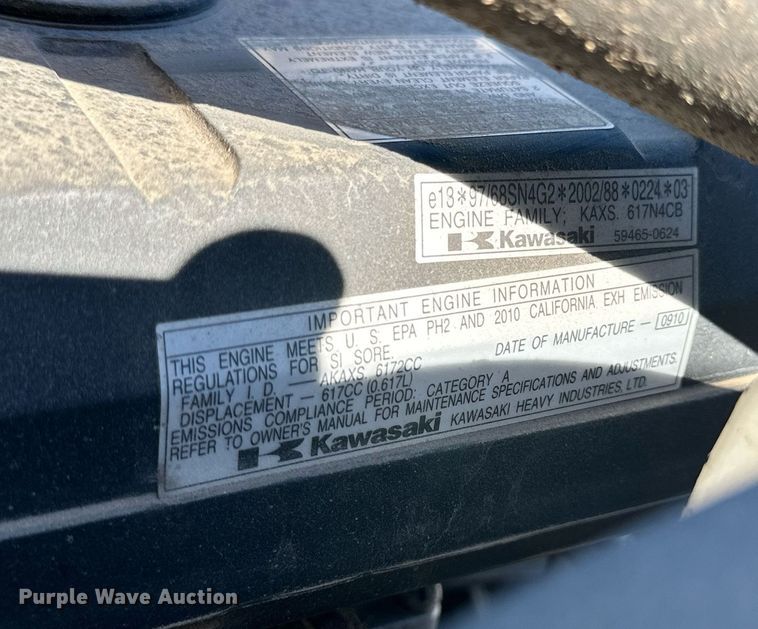 e13*97/68SN4G2*2002/88*0224*03
ENGINE FAMILY; KAXS. 617N4CB
Kawasaki 59465-0624
IMPORTANT ENGINE INFORMATION
THIS ENGINE MEETS U. S. EPA PH2 AND 2010 CALIFORNIA EXH EMISSION
REGULATIONS FOR SI SORE. DATE OF MANUFACTURE — 0910
FAMILY I. D. — AKAXS. 6172CC
DISPLACEMENT — 617CC (0.617L)
EMISSIONS COMPLIANCE PERIOD: CATEGORY A
REFER TO OWNER'S MANUAL FOR MAINTENANCE SPECIFICATIONS AND ADJUSTMENTS.
Kawasaki KAWASAKI HEAVY INDUSTRIES, LTD.
Purple Wave Auction